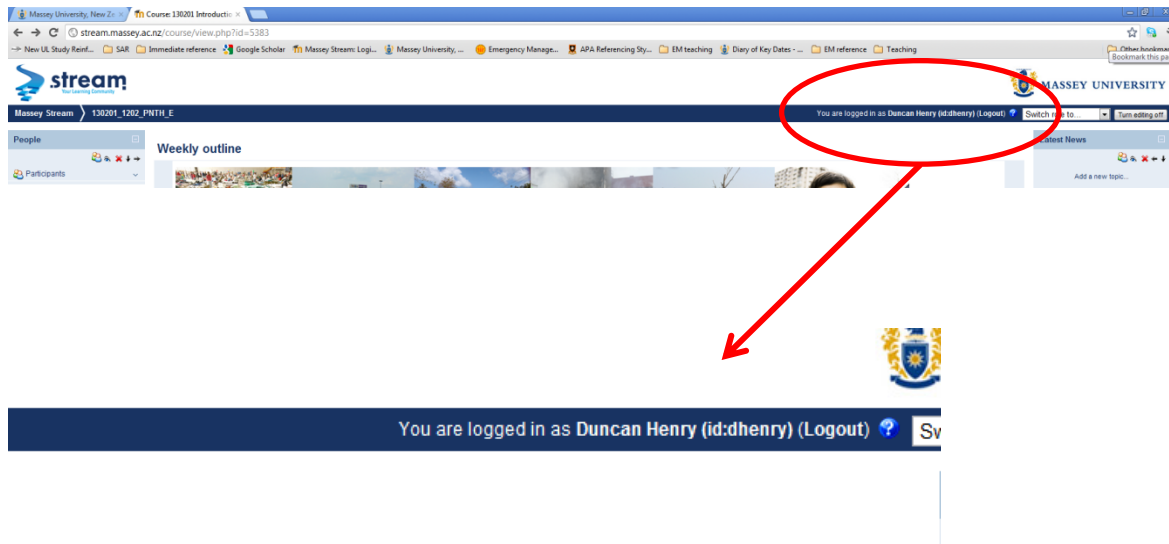 Massey University, New Ze
Course: 130201 Introductic
stream.massey.ac.nz/course/view.php?id=5383
New UL Study Reinf... SAR Immediate reference Google Scholar Massey Stream: Logi... Massey University, ... Emergency Manage... APA Referencing Sty... EM teaching Diary of Key Dates - ... EM reference Teaching Other bookmar
Bookmark this pa
stream
Your Learning Community
MASSEY UNIVERSITY
Massey Stream 130201_1202_PNTH_E You are logged in as Duncan Henry (id:dhenry) (Logout) Switch role to... Turn editing off
People
Weekly outline
Latest News
Participants
Add a new topic...
You are logged in as Duncan Henry (id:dhenry) (Logout) Sw